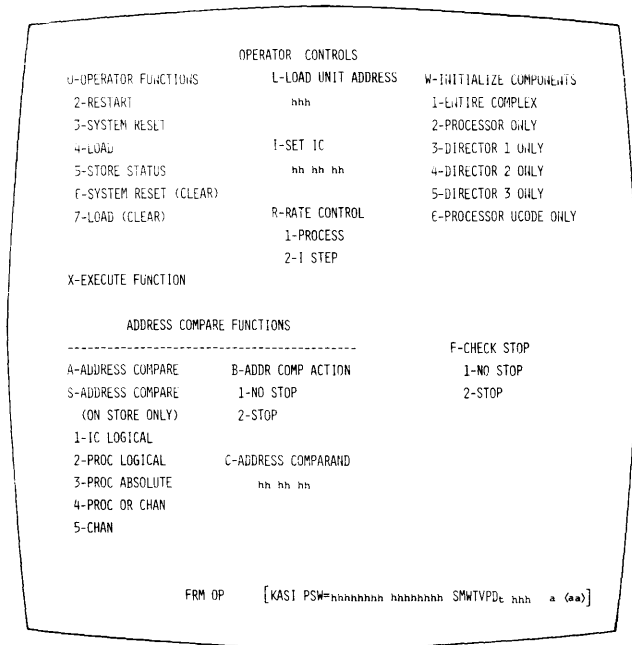 OPERATOR CONTROLS
O-OPERATOR FUNCTIONS L-LOAD UNIT ADDRESS W-INITIALIZE COMPONENTS
2-RESTART hhh 1-ENTIRE COMPLEX
3-SYSTEM RESET 2-PROCESSOR ONLY
4-LOAD I-SET IC 3-DIRECTOR 1 ONLY
5-STORE STATUS hh hh hh 4-DIRECTOR 2 ONLY
6-SYSTEM RESET (CLEAR) 5-DIRECTOR 3 ONLY
7-LOAD (CLEAR) R-RATE CONTROL 6-PROCESSOR UCODE ONLY
1-PROCESS
2-I STEP
X-EXECUTE FUNCTION
ADDRESS COMPARE FUNCTIONS
----------------------------------------
F-CHECK STOP
A-ADDRESS COMPARE B-ADDR COMP ACTION 1-NO STOP
S-ADDRESS COMPARE 1-NO STOP 2-STOP
(ON STORE ONLY) 2-STOP
1-IC LOGICAL
2-PROC LOGICAL C-ADDRESS COMPARAND
3-PROC ABSOLUTE hh hh hh
4-PROC OR CHAN
5-CHAN
FRM OP [KASI PSW=hhhhhhhh hhhhhhhh SMWTVPDt hhh a (aa)]